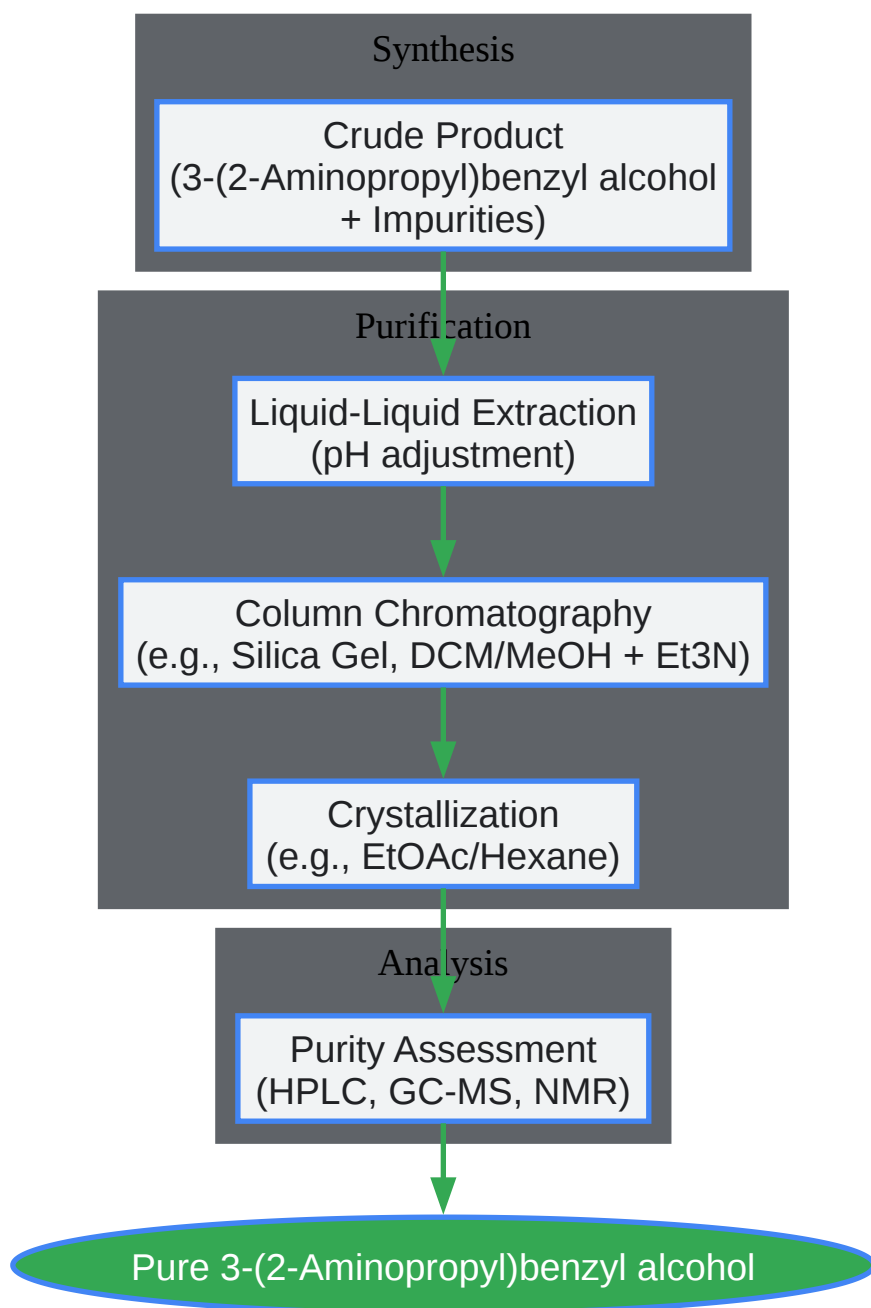 Synthesis
Crude Product
(3-(2-Aminopropyl)benzyl alcohol
+ Impurities)
Purification
Liquid-Liquid Extraction
(pH adjustment)
Column Chromatography
(e.g., Silica Gel, DCM/MeOH + Et3N)
Crystallization
(e.g., EtOAc/Hexane)
Analysis
Purity Assessment
(HPLC, GC-MS, NMR)
Pure 3-(2-Aminopropyl)benzyl alcohol